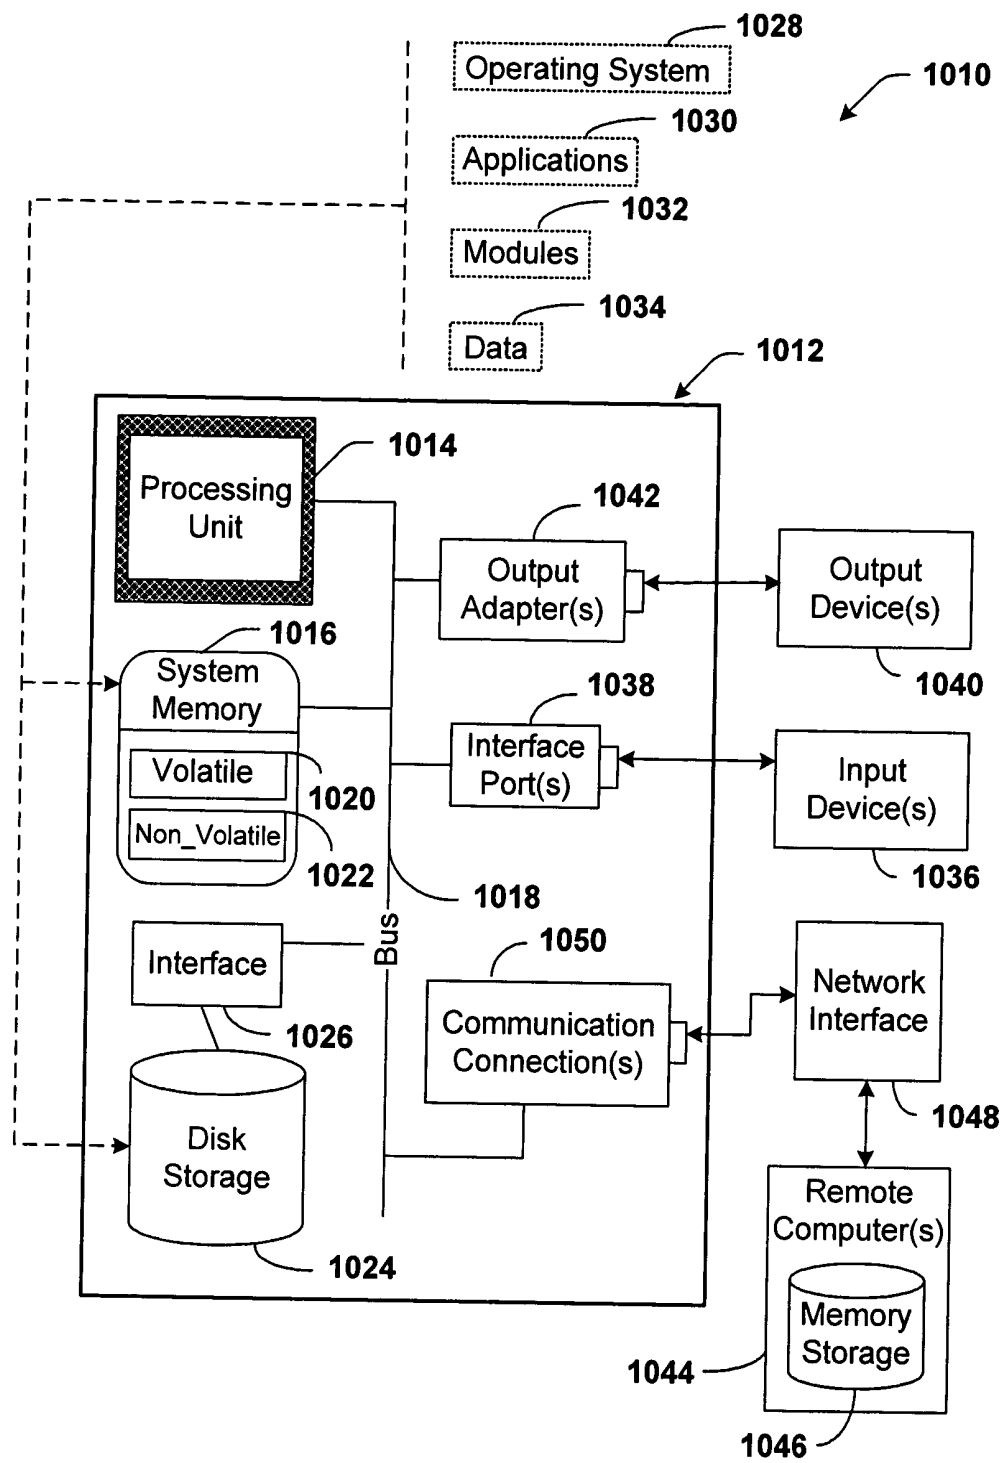 1028
Operating System
1010
1030
Applications
1032
Modules
1034
Data
1012
Processing
Unit
1014
1042
Output
Adapter(s)
Output
Device(s)
1040
1016
System
Memory
Volatile
1020
Non_Volatile
1022
1038
Interface
Port(s)
Input
Device(s)
1036
1018
Bus
Interface
1026
1050
Communication
Connection(s)
Network
Interface
1048
Disk
Storage
1024
Remote
Computer(s)
Memory
Storage
1044
1046